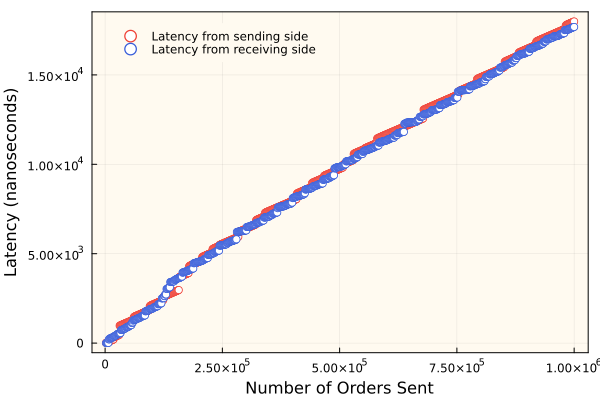 Latency from sending side
Latency from receiving side
Latency (nanoseconds)
1.50×10⁴
1.00×10⁴
5.00×10³
0
0 2.50×10⁵ 5.00×10⁵ 7.50×10⁵ 1.00×10⁶
Number of Orders Sent